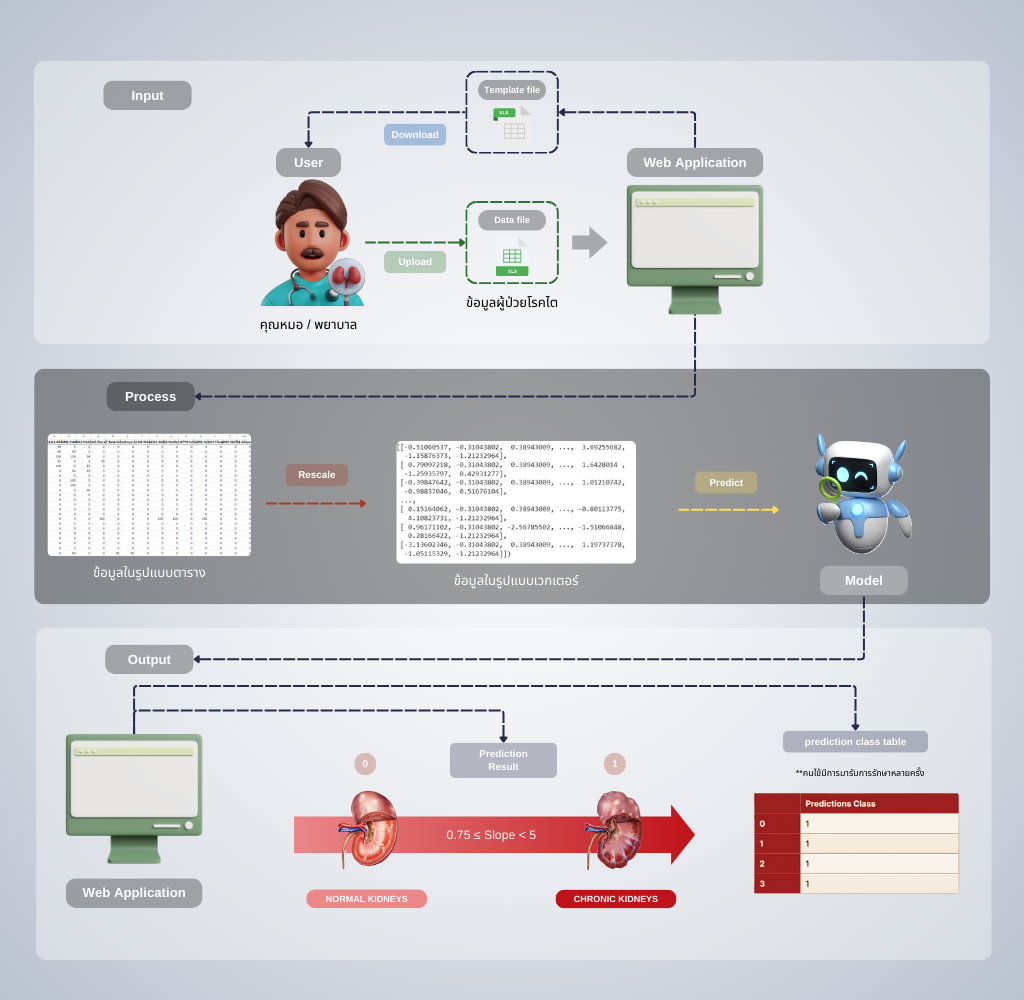 Input
Template file
XLS
Download
User
Web Application
Data file
XLS
Upload
ข้อมูลผู้ป่วยโรคไต
คุณหมอ / พยาบาล
Process
Rescale
[[-0.51060537, -0.31043802, 0.38943009, ..., 3.69255682,
-1.15876373, -1.21232964],
[ 0.79097218, -0.31043802, 0.38943009, ..., 1.6428014 ,
-1.25935797, 0.42931277],
[-0.39847642, -0.31043802, 0.38943009, ..., 1.01210742,
-0.98837046, 0.51676104],
...,
[ 0.15164062, -0.31043802, 0.38943009, ..., -0.80113775,
4.10823731, -1.21232964],
[ 0.96171102, -0.31043802, -2.56785502, ..., -1.51066848,
0.28166422, -1.21232964],
[-3.13602346, -0.31043802, 0.38943009, ..., 1.19737378,
-1.05115329, -1.21232964]])
Predict
ข้อมูลในรูปแบบตาราง
ข้อมูลในรูปแบบเวกเตอร์
Model
Output
Prediction
Result
prediction class table
0
1
**คนไข้มีการมารับการรักษาหลายครั้ง
Predictions Class
0 1
1 1
2 1
3 1
0.75 ≤ Slope < 5
Web Application
NORMAL KIDNEYS
CHRONIC KIDNEYS